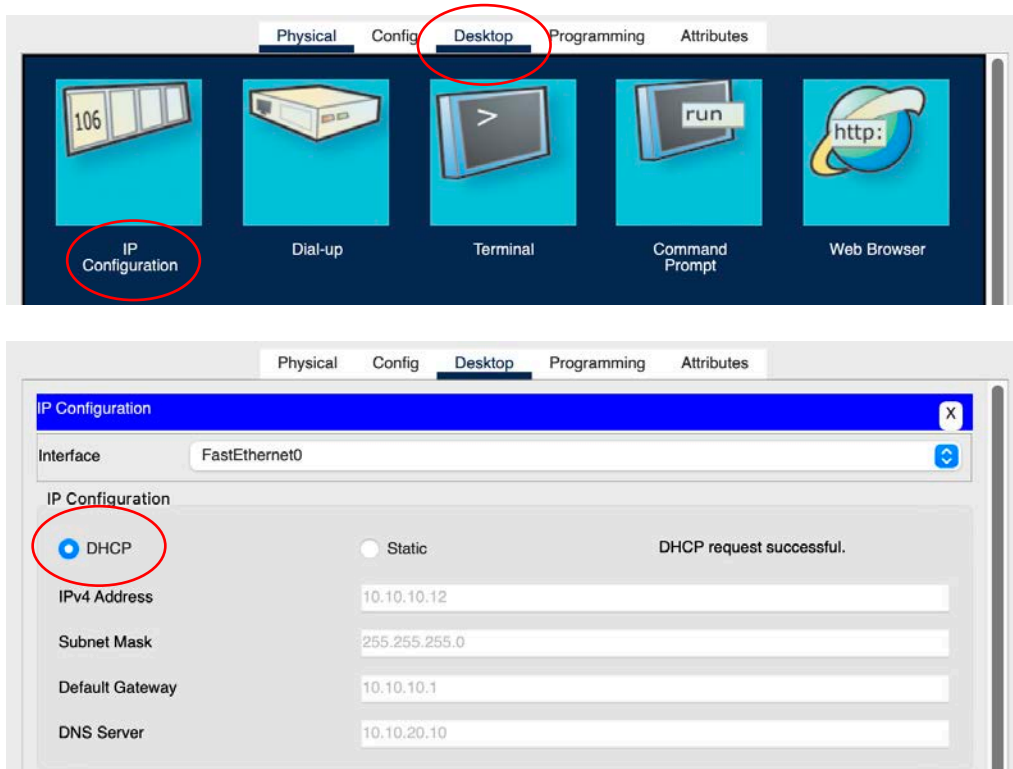 Physical Config Desktop Programming Attributes
106
>
run
http:
IP
Configuration
Dial-up
Terminal
Command
Prompt
Web Browser
Physical Config Desktop Programming Attributes
IP Configuration
X
Interface FastEthernet0
IP Configuration
DHCP Static DHCP request successful.
IPv4 Address 10.10.10.12
Subnet Mask 255.255.255.0
Default Gateway 10.10.10.1
DNS Server 10.10.20.10